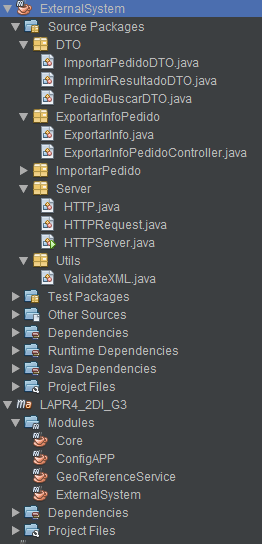 ExternalSystem
Source Packages
DTO
ImportarPedidoDTO.java
ImprimirResultadoDTO.java
PedidoBuscarDTO.java
ExportarInfoPedido
ExportarInfo.java
ExportarInfoPedidoController.java
ImportarPedido
Server
HTTP.java
HTTPRequest.java
HTTPServer.java
Utils
ValidateXML.java
Test Packages
Other Sources
Dependencies
Runtime Dependencies
Java Dependencies
Project Files
ma LAPR4_2DI_G3
Modules
Core
ConfigAPP
GeoReferenceService
ExternalSystem
Dependencies
Project Files